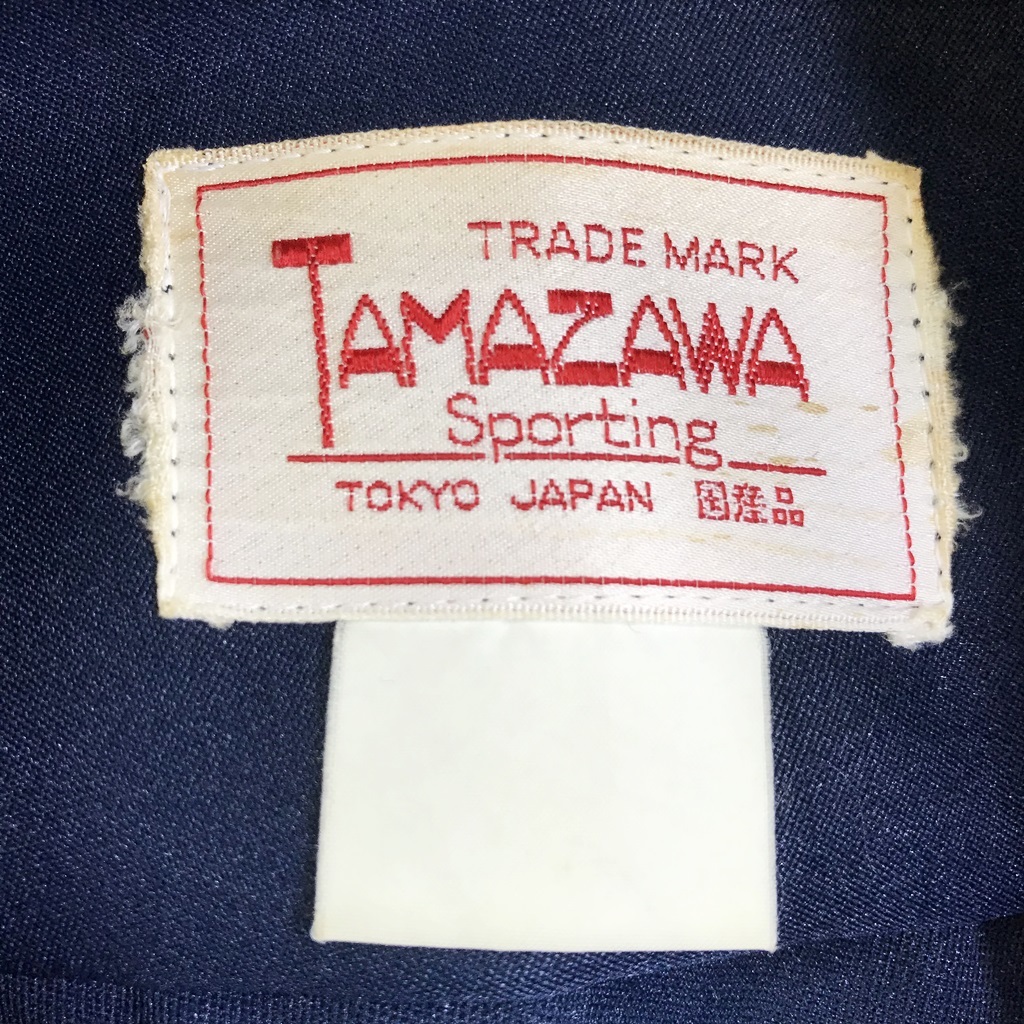 TRADE MARK
TAMAZAWA
Sporting
TOKYO JAPAN 国産品